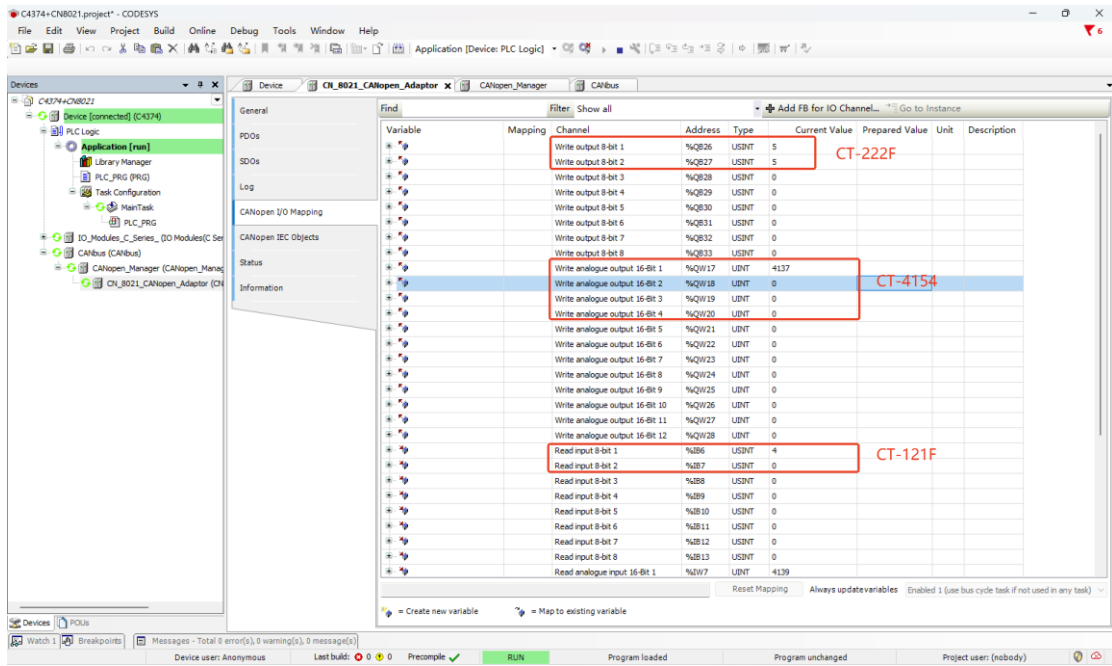 C4374+CN8021.project* - CODESYS
File Edit View Project Build Online Debug Tools Window Help
6
Application [Device: PLC Logic]
Devices
Device CN_8021_CANopen_Adaptor CANopen_Manager CANbus
C4374+CN8021
Device [connected] (C4374)
PLC Logic
Application [run]
Library Manager
PLC_PRG (PRG)
Task Configuration
MainTask
PLC_PRG
IO_Modules_C_Series_ (IO Modules(C Ser
CANbus (CANbus)
CANopen_Manager (CANopen_Manag
CN_8021_CANopen_Adaptor (CN
General
PDOs
SDOs
Log
CANopen I/O Mapping
CANopen IEC Objects
Status
Information
Find Filter Show all Add FB for IO Channel... Go to Instance
Variable Mapping Channel Address Type Current Value Prepared Value Unit Description
Write output 8-bit 1 %QB26 USINT 5
CT-222F
Write output 8-bit 2 %QB27 USINT 5
Write output 8-bit 3 %QB28 USINT 0
Write output 8-bit 4 %QB29 USINT 0
Write output 8-bit 5 %QB30 USINT 0
Write output 8-bit 6 %QB31 USINT 0
Write output 8-bit 7 %QB32 USINT 0
Write output 8-bit 8 %QB33 USINT 0
Write analogue output 16-Bit 1 %QW17 UINT 4137
Write analogue output 16-Bit 2 %QW18 UINT 0 CT-4154
Write analogue output 16-Bit 3 %QW19 UINT 0
Write analogue output 16-Bit 4 %QW20 UINT 0
Write analogue output 16-Bit 5 %QW21 UINT 0
Write analogue output 16-Bit 6 %QW22 UINT 0
Write analogue output 16-Bit 7 %QW23 UINT 0
Write analogue output 16-Bit 8 %QW24 UINT 0
Write analogue output 16-Bit 9 %QW25 UINT 0
Write analogue output 16-Bit 10 %QW26 UINT 0
Write analogue output 16-Bit 11 %QW27 UINT 0
Write analogue output 16-Bit 12 %QW28 UINT 0
Read input 8-bit 1 %IB6 USINT 4 CT-121F
Read input 8-bit 2 %IB7 USINT 0
Read input 8-bit 3 %IB8 USINT 0
Read input 8-bit 4 %IB9 USINT 0
Read input 8-bit 5 %IB10 USINT 0
Read input 8-bit 6 %IB11 USINT 0
Read input 8-bit 7 %IB12 USINT 0
Read input 8-bit 8 %IB13 USINT 0
Read analogue input 16-Bit 1 %IW7 UINT 4139
Reset Mapping Always update variables Enabled 1 (use bus cycle task if not used in any task)
= Create new variable = Map to existing variable
Devices POUs
Watch 1 Breakpoints Messages - Total 0 error(s), 0 warning(s), 0 message(s)
Device user: Anonymous Last build: 0 0 Precompile RUN Program loaded Program unchanged Project user: (nobody)